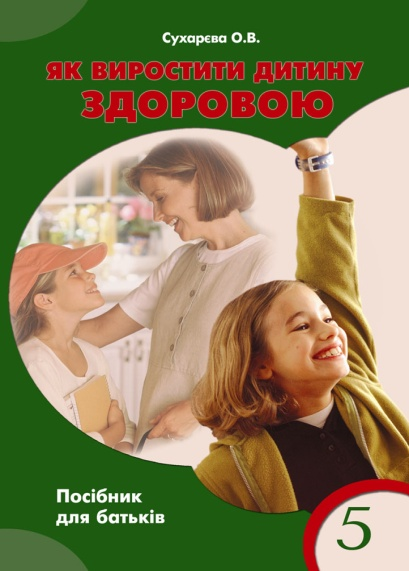 Сухарєва О.В.
ЯК ВИРОСТИТИ ДИТИНУ
ЗДОРОВОЮ
Посібник
для батьків
5